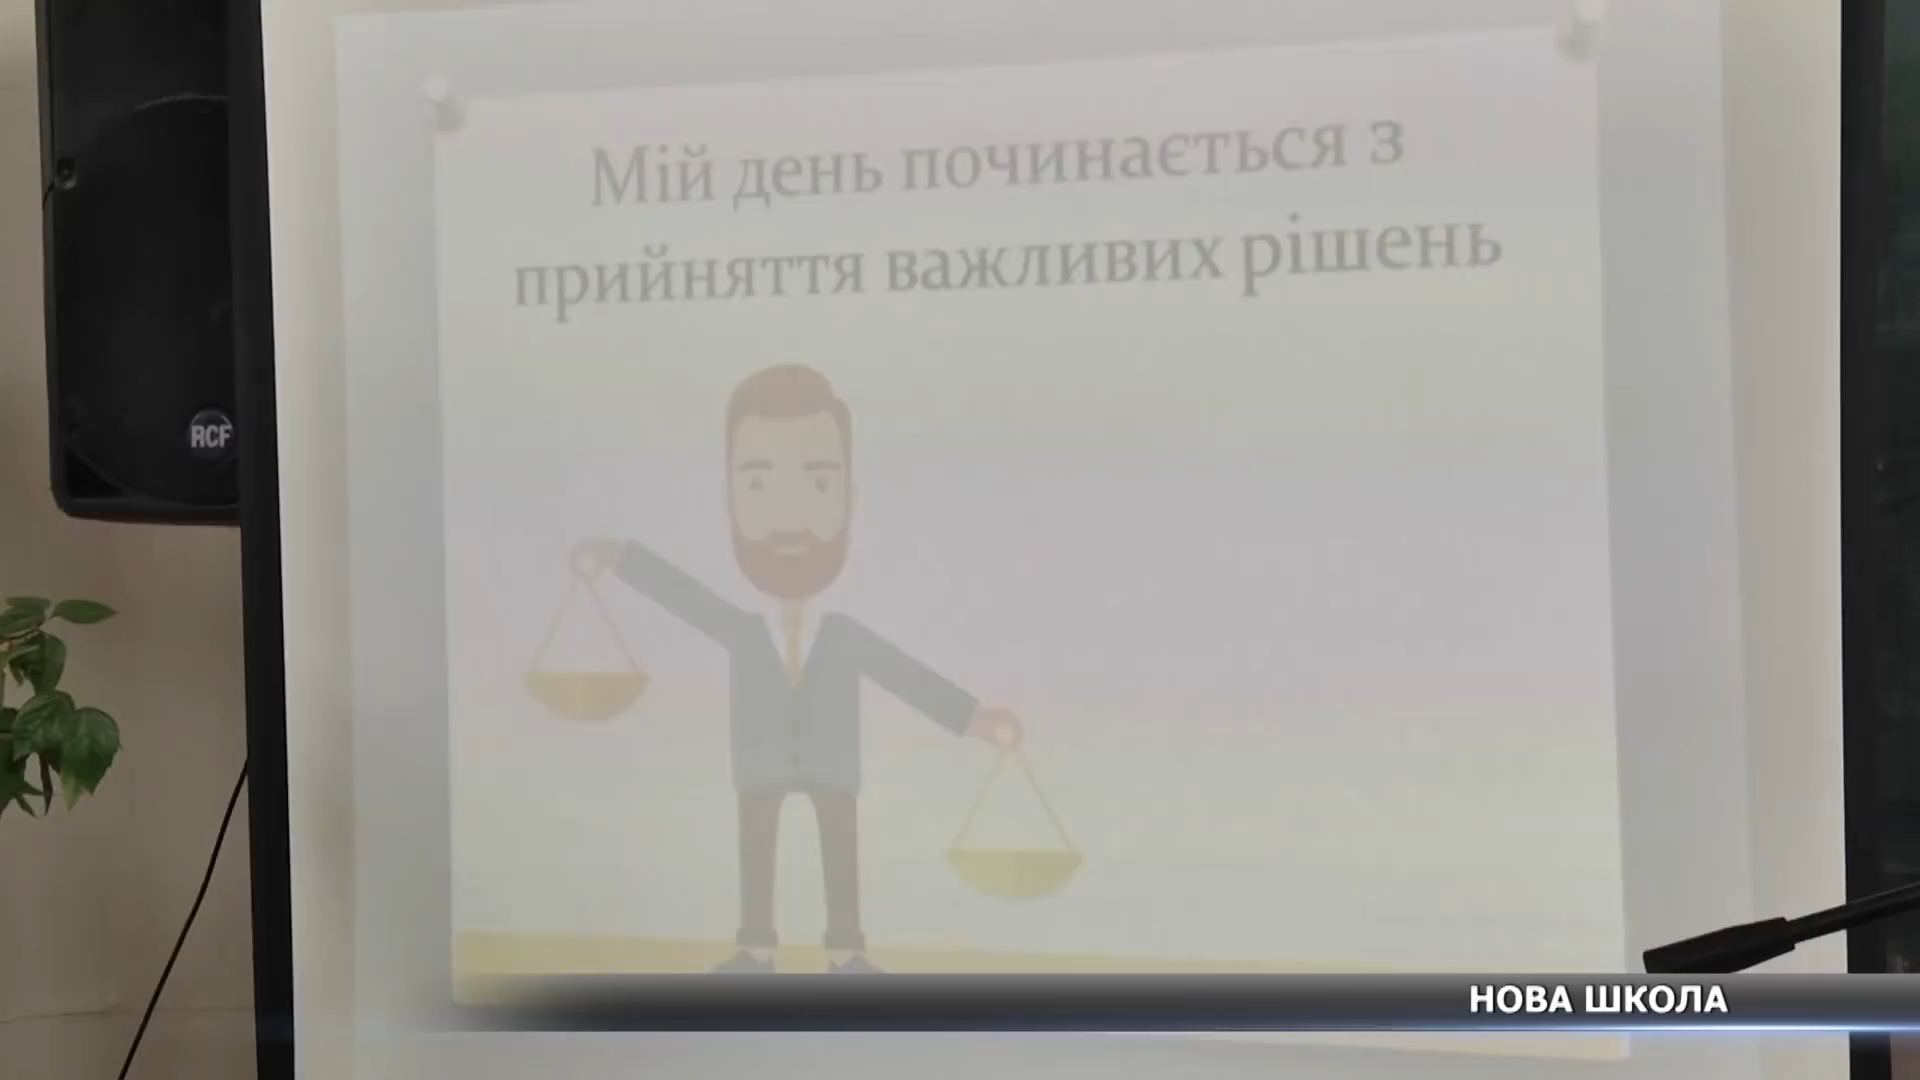 Мій день починається з
прийняття важливих рішень
RCF
НОВА ШКОЛА